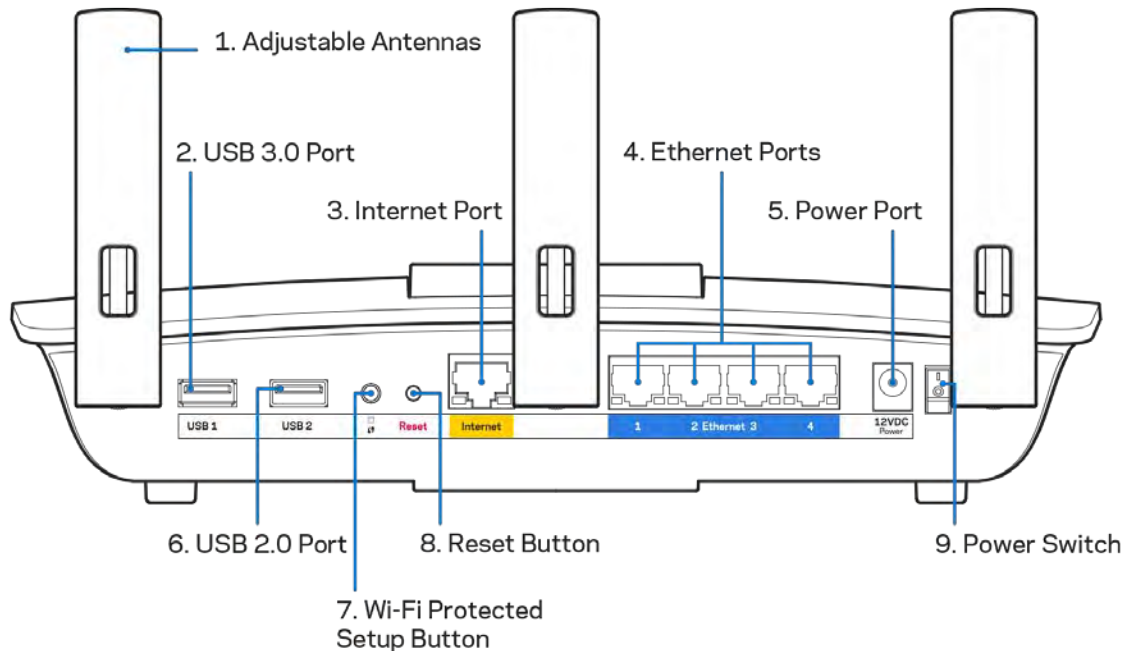 1. Adjustable Antennas
2. USB 3.0 Port
4. Ethernet Ports
3. Internet Port
5. Power Port
USB 1
USB 2
Reset
Internet
1
2 Ethernet 3
4
12VDC
Power
6. USB 2.0 Port
8. Reset Button
9. Power Switch
7. Wi-Fi Protected
Setup Button